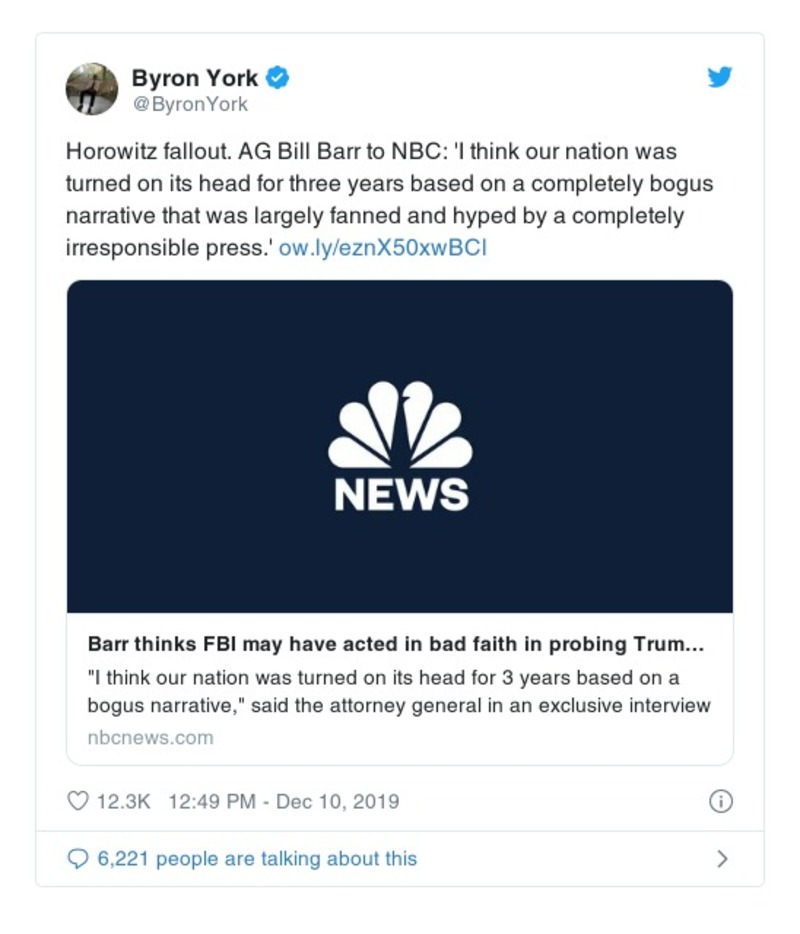 Byron York
@ByronYork
Horowitz fallout. AG Bill Barr to NBC: 'I think our nation was
turned on its head for three years based on a completely bogus
narrative that was largely fanned and hyped by a completely
irresponsible press.' ow.ly/eznX50xwBCl
NEWS
Barr thinks FBI may have acted in bad faith in probing Trum...
"I think our nation was turned on its head for 3 years based on a
bogus narrative," said the attorney general in an exclusive interview
nbcnews.com
12.3K 12:49 PM - Dec 10, 2019
6,221 people are talking about this